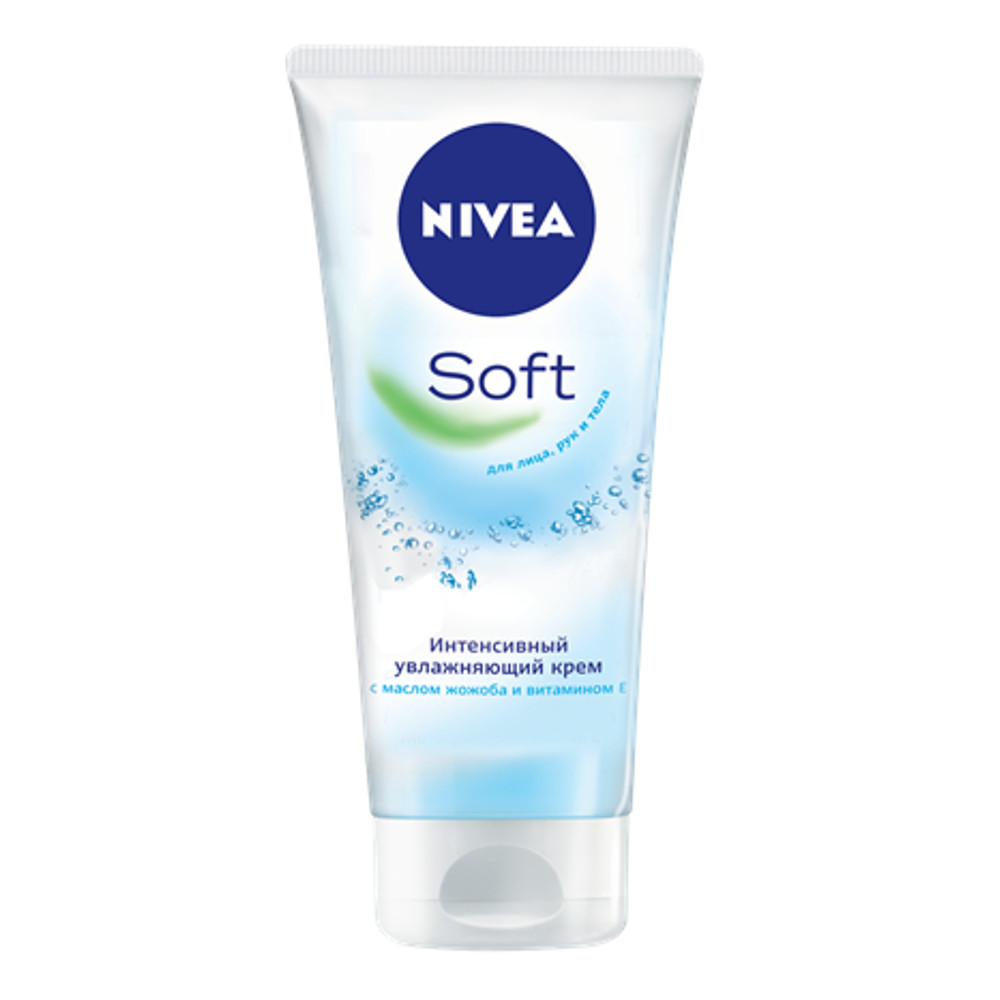 NIVEA
Soft
для лица, рук и тела
Интенсивный
увлажняющий крем
с маслом жожоба и витамином Е